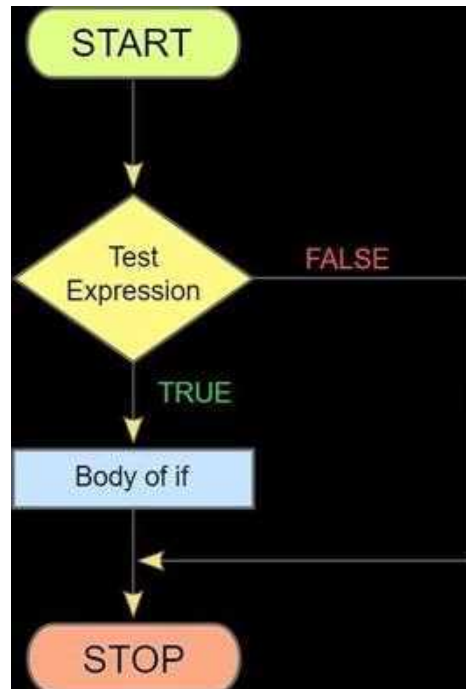 START
Test
Expression
FALSE
TRUE
Body of if
STOP